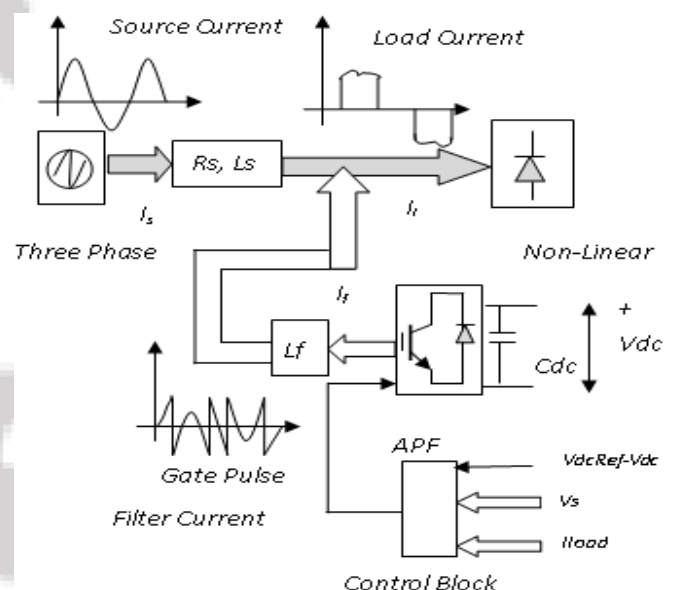 Source Current
Load Current
Rs, Ls
Is
Il
Three Phase
Non-Linear
If
Lf
+
Vdc
Cdc
Gate Pulse
Filter Current
APF
VdcRef-Vdc
Vs
Iload
Control Block